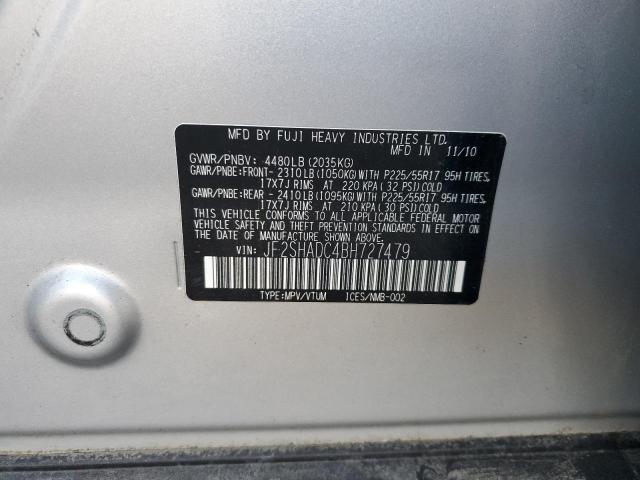 MFD BY FUJI HEAVY INDUSTRIES LTD.
MFD IN 11/10
GVWR/PNBV: 4480LB (2035KG)
GAWR/PNBE:FRONT- 2310LB (1050KG)WITH P225/55R17 95H TIRES
17X7J RIMS AT 220 KPA (32 PSI)COLD
GAWR/PNBE:REAR - 2410LB (1095KG)WITH P225/55R17 95H TIRES
17X7J RIMS AT 210 KPA (30 PSI)COLD
THIS VEHICLE CONFORMS TO ALL APPLICABLE FEDERAL MOTOR
VEHICLE SAFETY AND THEFT PREVENTION STANDARDS IN EFFECT
ON THE DATE OF MANUFACTURE SHOWN ABOVE.
VIN: JF2SHADC4BH727479
TYPE:MPV/VTUM ICES/NMB-002